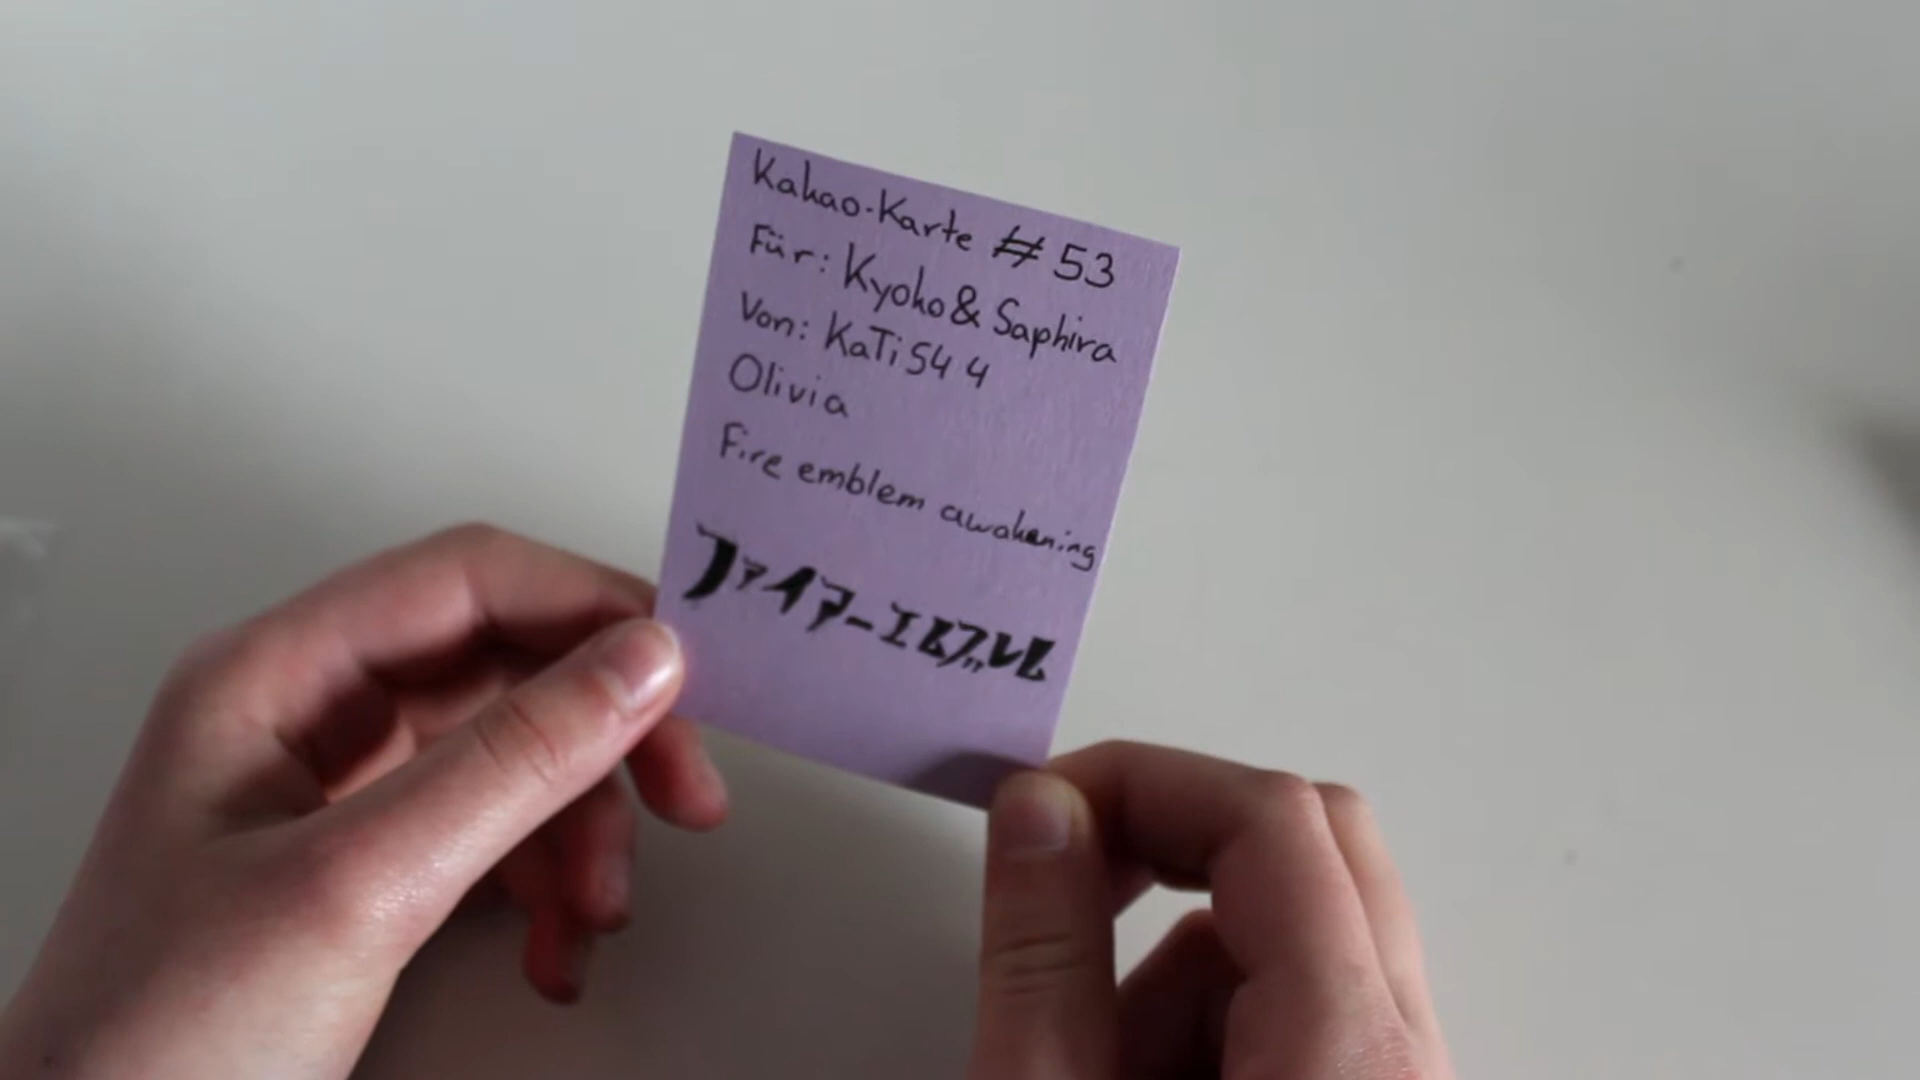 Kakao-Karte #53
Für: Kyoko & Saphira
Von: KaTi544
Olivia
Fire emblem awakening
ファイアーエムブレム